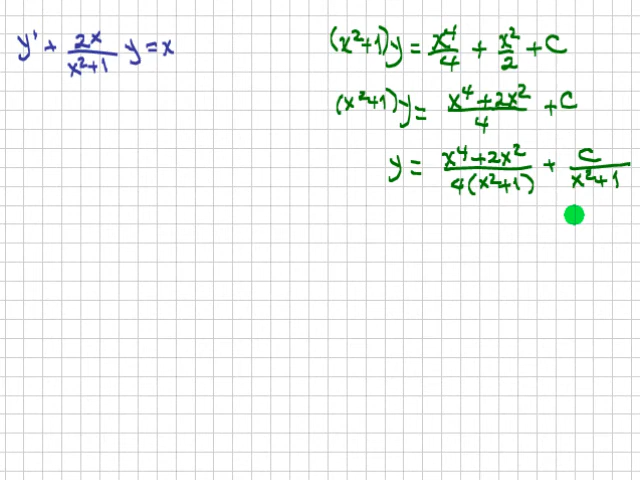 y' + 2x/(x²+1) y = x
(x²+1)y = x⁴/4 + x²/2 + C
(x²+1)y = (x⁴+2x²)/4 + C
y = (x⁴+2x²)/(4(x²+1)) + C/(x²+1)